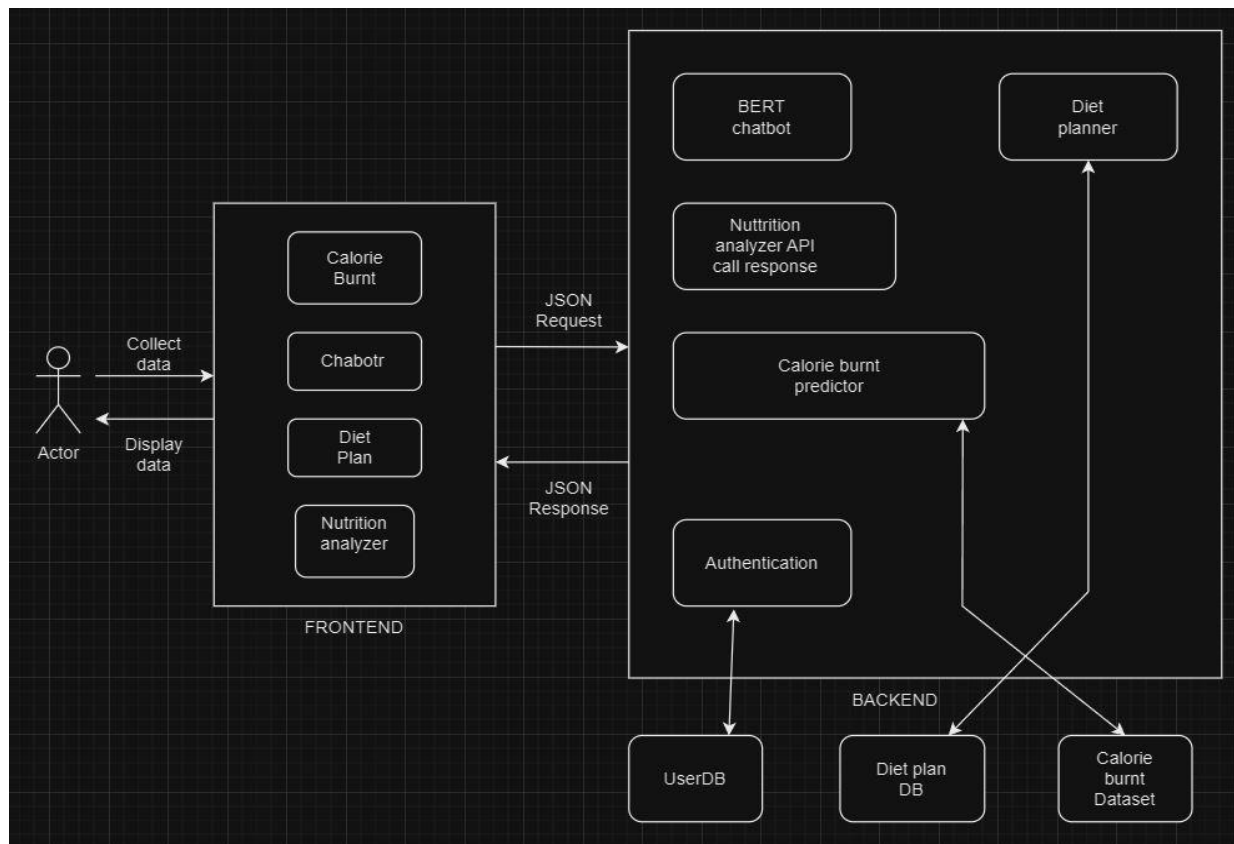 BERT
chatbot
Diet
planner
Nuttrition
analyzer API
call response
Calorie
Burnt
JSON
Request
Collect
data
Chabotr
Calorie burnt
predictor
Actor
Display
data
Diet
Plan
JSON
Response
Nutrition
analyzer
Authentication
FRONTEND
BACKEND
UserDB
Diet plan
DB
Calorie
burnt
Dataset